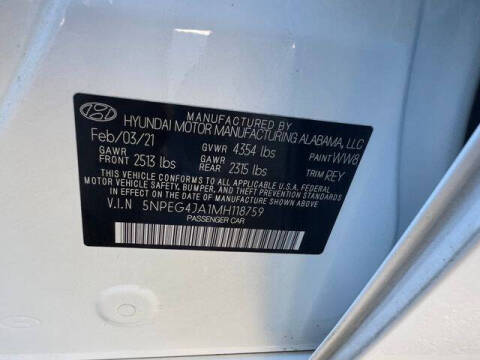 MANUFACTURED BY
HYUNDAI MOTOR MANUFACTURING ALABAMA, LLC
Feb/03/21 GVWR 4354 lbs PAINT WW8
GAWR FRONT 2513 lbs GAWR REAR 2315 lbs TRIM REY
THIS VEHICLE CONFORMS TO ALL APPLICABLE U.S.A. FEDERAL
MOTOR VEHICLE SAFETY, BUMPER, AND THEFT PREVENTION STANDARDS
IN EFFECT ON THE DATE OF MANUFACTURE SHOWN ABOVE.
V.I.N 5NPEG4JA1MH118759
PASSENGER CAR